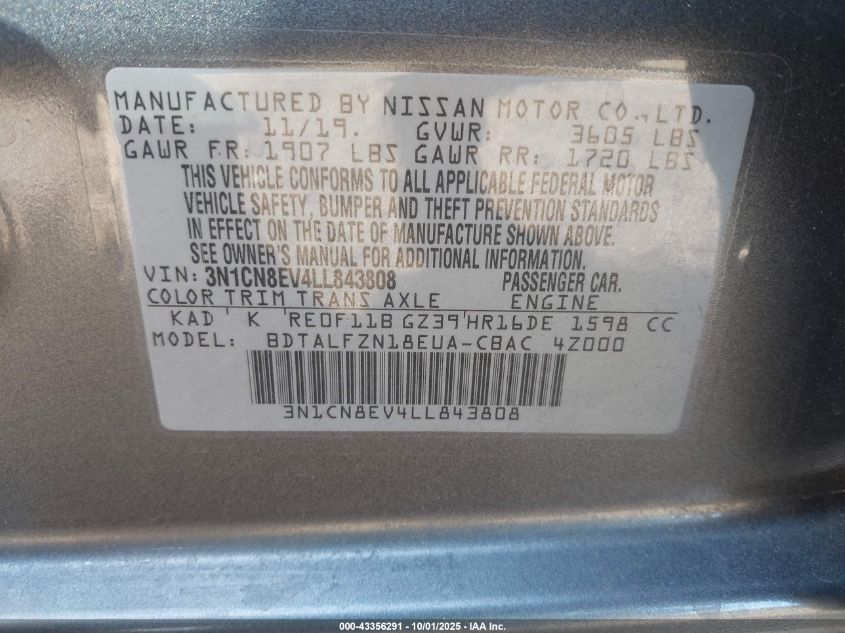 MANUFACTURED BY NISSAN MOTOR CO., LTD.
DATE: 11/19. GVWR: 3605 LBS
GAWR FR: 1907 LBS GAWR RR: 1720 LBS
THIS VEHICLE CONFORMS TO ALL APPLICABLE FEDERAL MOTOR
VEHICLE SAFETY, BUMPER AND THEFT PREVENTION STANDARDS
IN EFFECT ON THE DATE OF MANUFACTURE SHOWN ABOVE.
SEE OWNER'S MANUAL FOR ADDITIONAL INFORMATION.
VIN: 3N1CN8EV4LL843808 PASSENGER CAR.
COLOR TRIM TRANS AXLE ENGINE
KAD K RE0F11B GZ39 HR16DE 1598 CC
MODEL: BDTALFZN18EUA-CBAC 4Z000
3N1CN8EV4LL843808
000-43356291 - 10/01/2025 - IAA Inc.